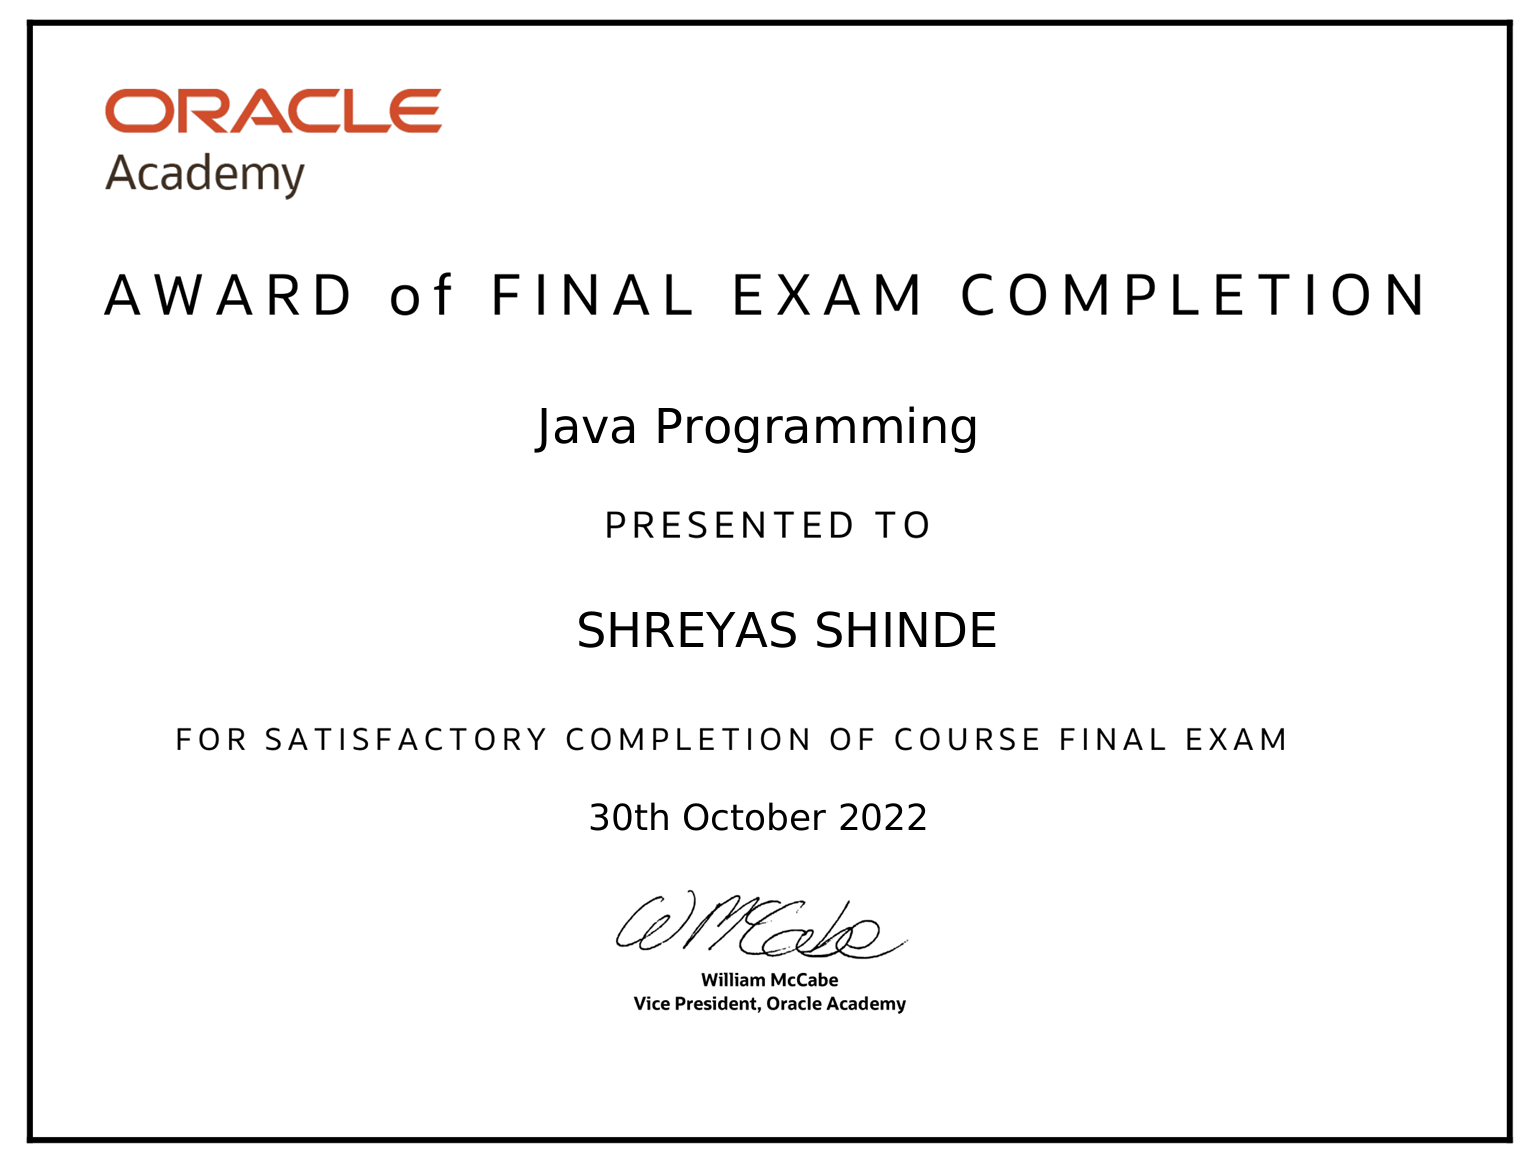 ORACLE
Academy
AWARD of FINAL EXAM COMPLETION
Java Programming
PRESENTED TO
SHREYAS SHINDE
FOR SATISFACTORY COMPLETION OF COURSE FINAL EXAM
30th October 2022
W McCabe
William McCabe
Vice President, Oracle Academy